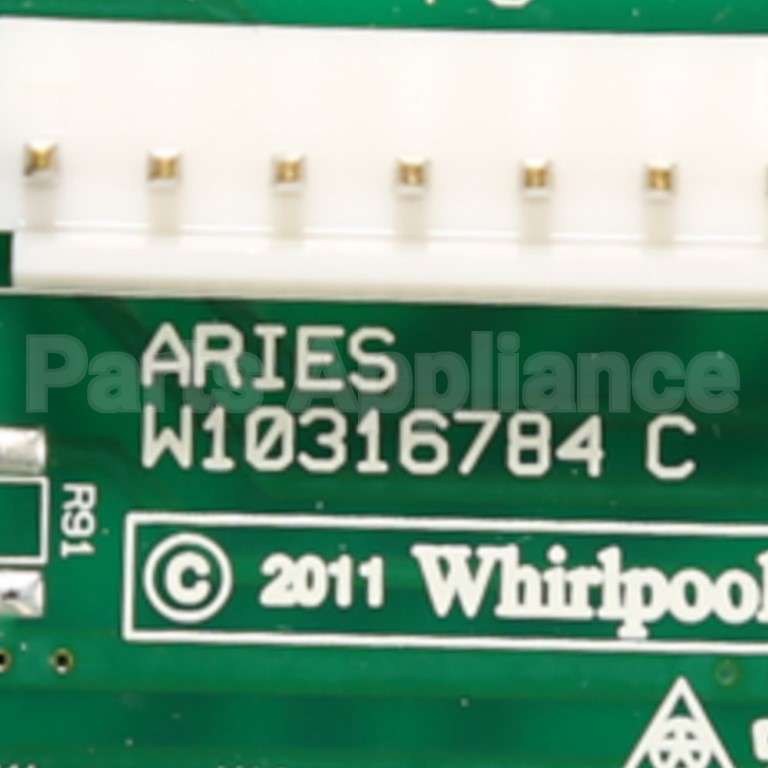 ARIES
Parts Appliance
W10316784 C
R91
© 2011 Whirlpool